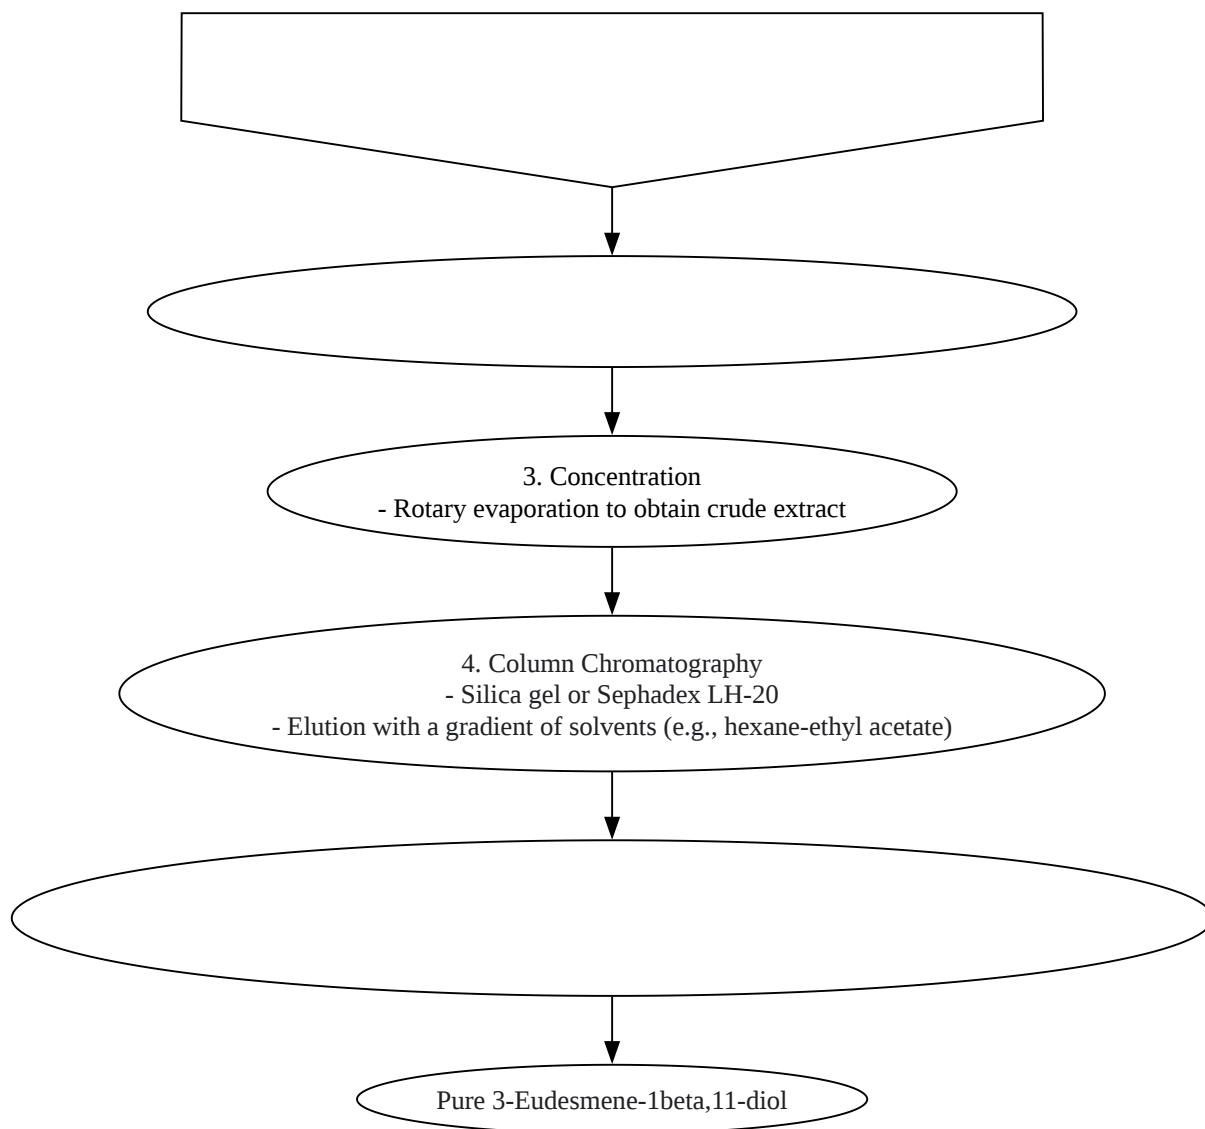 3. Concentration
- Rotary evaporation to obtain crude extract
4. Column Chromatography
- Silica gel or Sephadex LH-20
- Elution with a gradient of solvents (e.g., hexane-ethyl acetate)
Pure 3-Eudesmene-1beta,11-diol